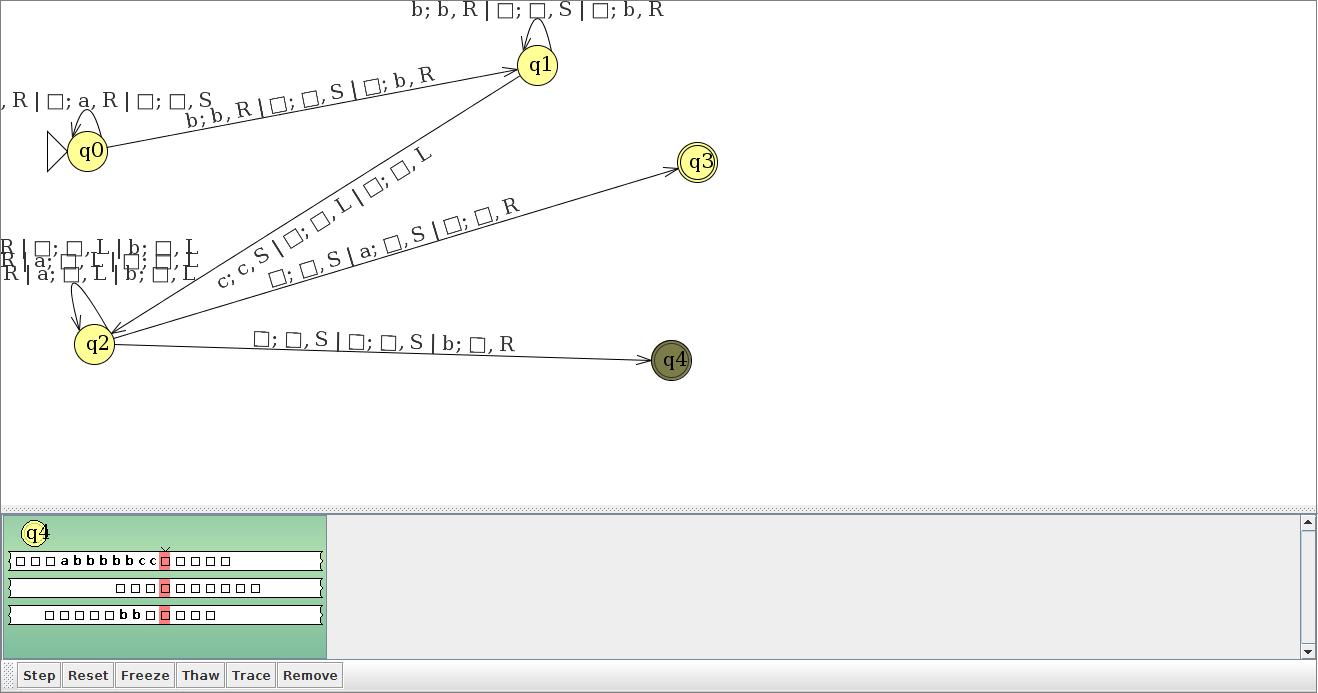 b; b, R | □; □, S | □; b, R
q1
, R | □; a, R | □; □, S
b; b, R | □; □, S | □; b, R
q0
q3
c; c, S | □; □, L | □; □, L
□; □, S | a; □, S | □; □, R
R | □; □, L | b; □, L
R | a; □, L | □; □, L
R | a; □, L | b; □, L
q2
□; □, S | □; □, S | b; □, R
q4
q4
□ □ □ a b b b b b c c □ □ □ □ □
□ □ □ □ □ □ □ □ □ □
□ □ □ □ □ b b □ □ □ □ □
Step Reset Freeze Thaw Trace Remove